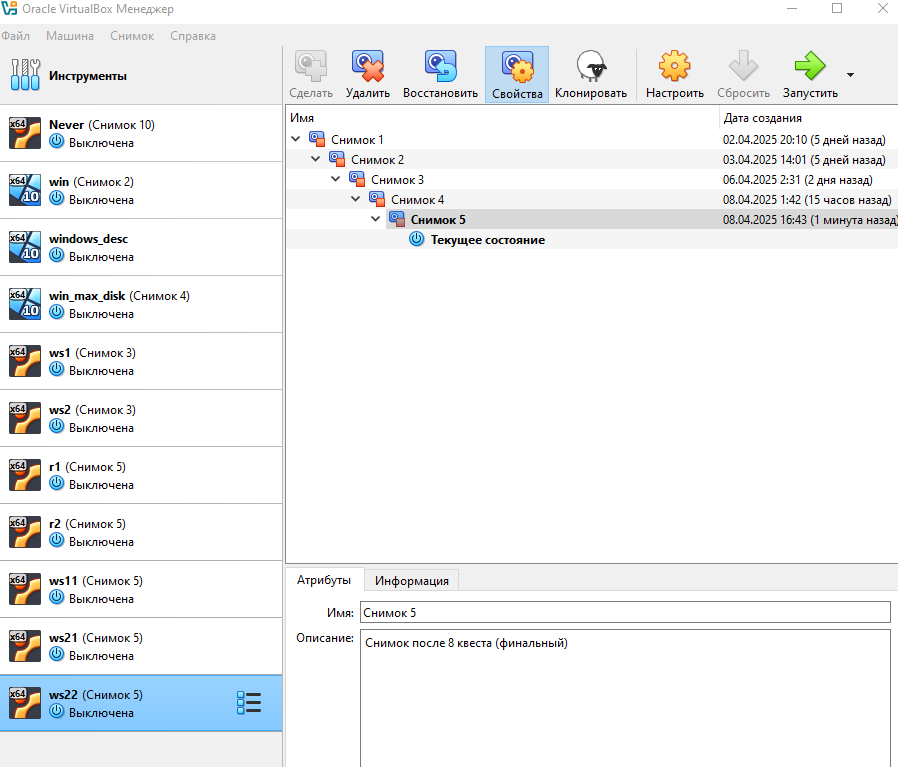 Oracle VirtualBox Менеджер
Файл Машина Снимок Справка
Инструменты
Сделать Удалить Восстановить Свойства Клонировать Настроить Сбросить Запустить
Имя Дата создания
Снимок 1 02.04.2025 20:10 (5 дней назад)
Снимок 2 03.04.2025 14:01 (5 дней назад)
Снимок 3 06.04.2025 2:31 (2 дня назад)
Снимок 4 08.04.2025 1:42 (15 часов назад)
Снимок 5 08.04.2025 16:43 (1 минута назад)
Текущее состояние
x64 Never (Снимок 10)
Выключена
x64 10 win (Снимок 2)
Выключена
x64 10 windows_desc
Выключена
x64 10 win_max_disk (Снимок 4)
Выключена
x64 ws1 (Снимок 3)
Выключена
x64 ws2 (Снимок 3)
Выключена
x64 r1 (Снимок 5)
Выключена
x64 r2 (Снимок 5)
Выключена
x64 ws11 (Снимок 5)
Выключена
x64 ws21 (Снимок 5)
Выключена
x64 ws22 (Снимок 5)
Выключена
Атрибуты Информация
Имя: Снимок 5
Описание: Снимок после 8 квеста (финальный)